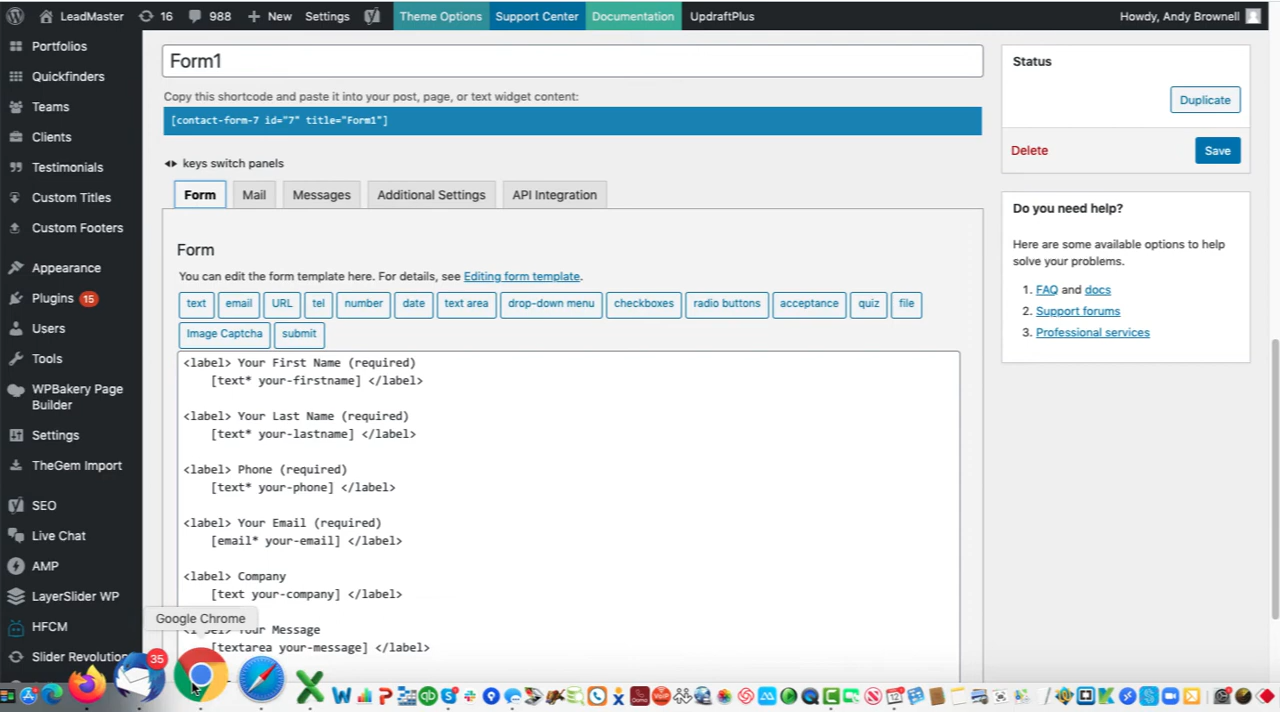 LeadMaster 16 988 New Settings Theme Options Support Center Documentation UpdraftPlus Howdy, Andy Brownell
Portfolios
Quickfinders
Teams
Clients
Testimonials
Custom Titles
Custom Footers
Appearance
Plugins 15
Users
Tools
WPBakery Page
Builder
Settings
TheGem Import
SEO
Live Chat
AMP
LayerSlider WP
HFCM
Slider Revolution
Form1
Copy this shortcode and paste it into your post, page, or text widget content:
[contact-form-7 id="7" title="Form1"]
keys switch panels
Form Mail Messages Additional Settings API Integration
Form
You can edit the form template here. For details, see Editing form template.
text email URL tel number date text area drop-down menu checkboxes radio buttons acceptance quiz file
Image Captcha submit
<label> Your First Name (required)
[text* your-firstname] </label>
<label> Your Last Name (required)
[text* your-lastname] </label>
<label> Phone (required)
[text* your-phone] </label>
<label> Your Email (required)
[email* your-email] </label>
<label> Company
[text your-company] </label>
<label> Your Message
[textarea your-message] </label>
Status
Duplicate
Delete Save
Do you need help?
Here are some available options to help
solve your problems.
1. FAQ and docs
2. Support forums
3. Professional services
Google Chrome
35